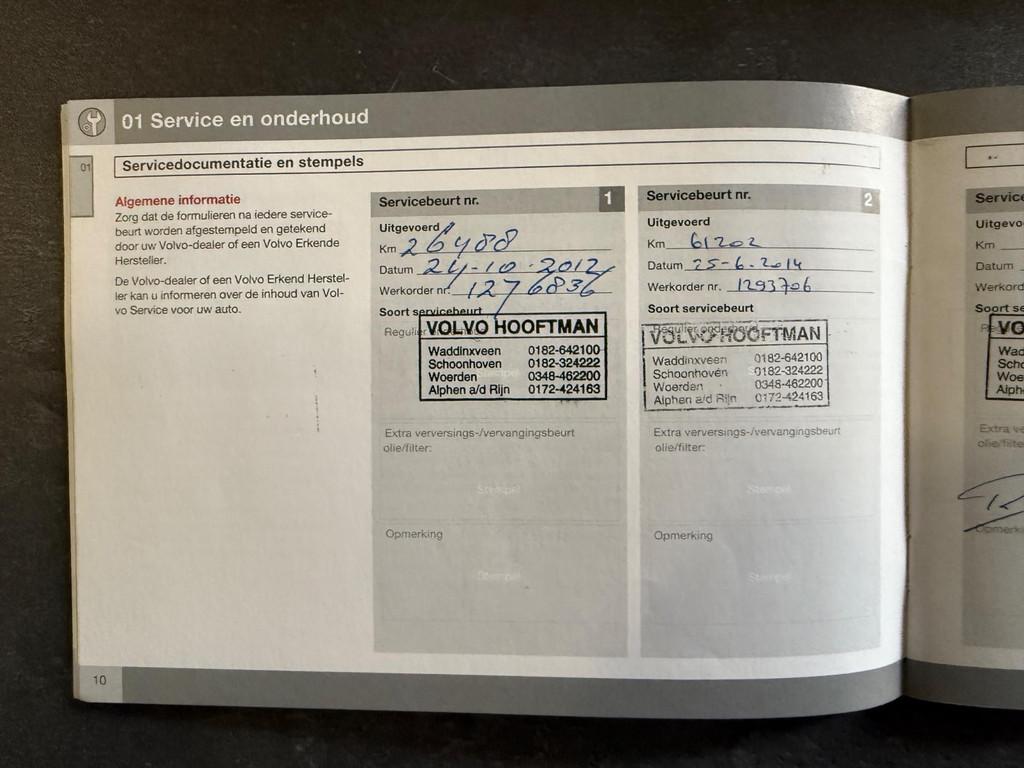 01 Service en onderhoud
01
Servicedocumentatie en stempels
Algemene informatie
Zorg dat de formulieren na iedere service-
beurt worden afgestempeld en getekend
door uw Volvo-dealer of een Volvo Erkende
Hersteller.
De Volvo-dealer of een Volvo Erkend Herstel-
ler kan u informeren over de inhoud van Vol-
vo Service voor uw auto.
Servicebeurt nr. 1
Uitgevoerd
Km 26488
Datum 24-10-2012
Werkorder nr. 1276836
Soort servicebeurt
Regulier
VOLVO HOOFTMAN
Waddinxveen 0182-642100
Schoonhoven 0182-324222
Woerden 0348-462200
Alphen a/d Rijn 0172-424163
Extra verversings-/vervangingsbeurt
olie/filter:
Stempel
Opmerking
Stempel
Servicebeurt nr. 2
Uitgevoerd
Km 61202
Datum 25-6-2014
Werkorder nr. 1293706
Soort servicebeurt
Regulier onderhoud
VOLVO HOOFTMAN
Waddinxveen 0182-642100
Schoonhoven 0182-324222
Woerden 0348-462200
Alphen a/d Rijn 0172-424163
Extra verversings-/vervangingsbeurt
olie/filter:
Stempel
Opmerking
Stempel
10
Service
Uitgevo
Km
Datum
Werkord
Soort se
VO
Wad
Scho
Woe
Alph
Extra ve
olie/filte
Opmerki